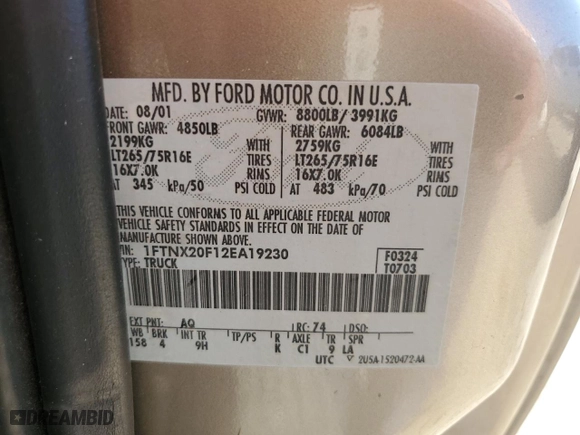 MFD. BY FORD MOTOR CO. IN U.S.A.
DATE 08/01 GVWR: 8800LB/ 3991KG
FRONT GAWR: 4850LB REAR GAWR: 6084LB
2199KG WITH 2759KG WITH
LT265/75R16E TIRES LT265/75R16E TIRES
16X7.0K RIMS 16X7.0K RIMS
AT 345 kPa/50 PSI COLD AT 483 kPa/70 PSI COLD
THIS VEHICLE CONFORMS TO ALL APPLICABLE FEDERAL MOTOR
VEHICLE SAFETY STANDARDS IN EFFECT ON THE DATE OF
MANUFACTURE SHOWN ABOVE.
VIN: 1FTNX20F12EA19230 F0324
TYPE: TRUCK T0703
EXT PNT: AQ RC: 74 DSO:
WB BRK INT TR TP/PS R AXLE TR SPR
158 4 9H K C1 9 LA
UTC 2USA-1520472-AA
DREAMBID